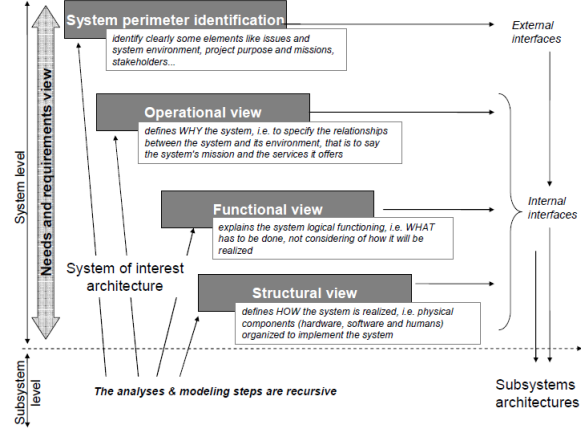 System perimeter identification
identify clearly some elements like issues and
system environment, project purpose and missions,
stakeholders...
External
interfaces
Operational view
defines WHY the system, i.e. to specify the relationships
between the system and its environment, that is to
say the system's mission and the services it offers
Functional view
explains the system logical functioning, i.e. WHAT
has to be done, not considering of how it will be
realized
Internal
interfaces
System level
Needs and requirements view
System of interest
architecture
Structural view
defines HOW the system is realized, i.e. physical
components (hardware, software and humans)
organized to implement the system
Subsystem
level
The analyses & modeling steps are recursive
Subsystems
architectures